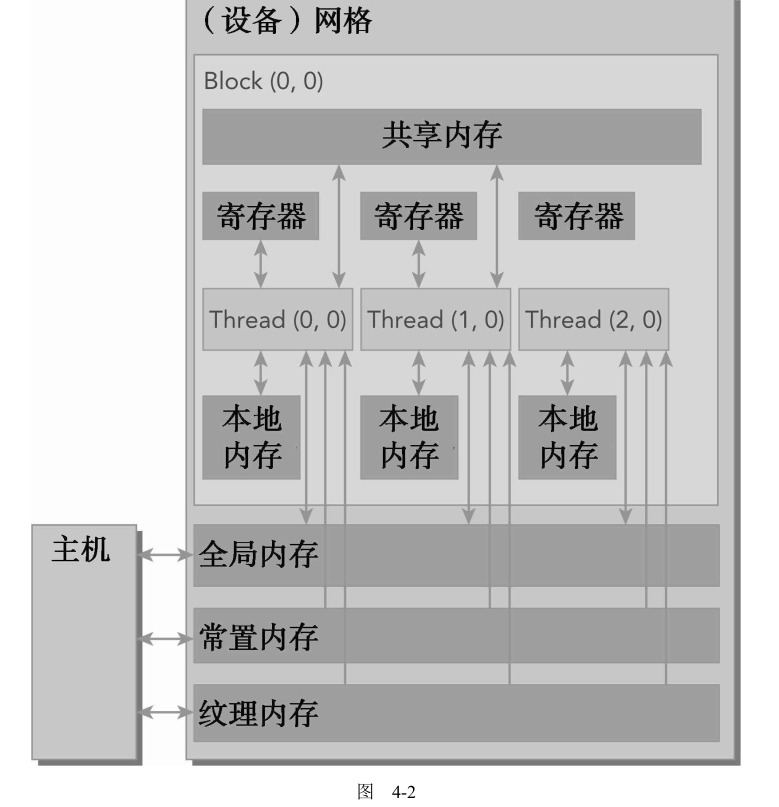 （设备）网格
Block (0, 0)
共享内存
寄存器
寄存器
寄存器
Thread (0, 0)
Thread (1, 0)
Thread (2, 0)
本地
内存
本地
内存
本地
内存
主机
全局内存
常置内存
纹理内存
图 4-2